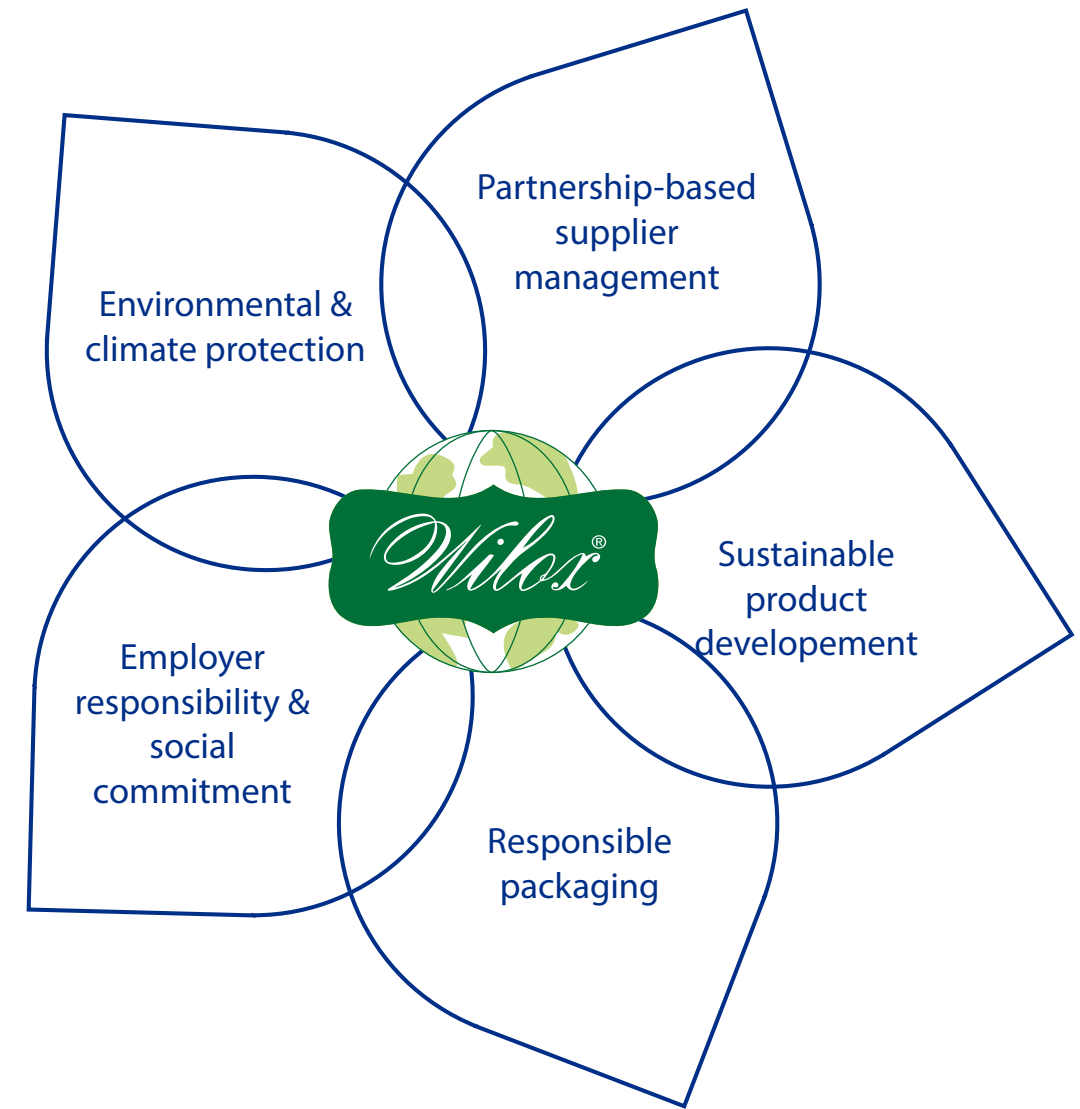 Partnership-based
supplier
management
Environmental &
climate protection
Wilox®
Sustainable
product
developement
Employer
responsibility &
social
commitment
Responsible
packaging